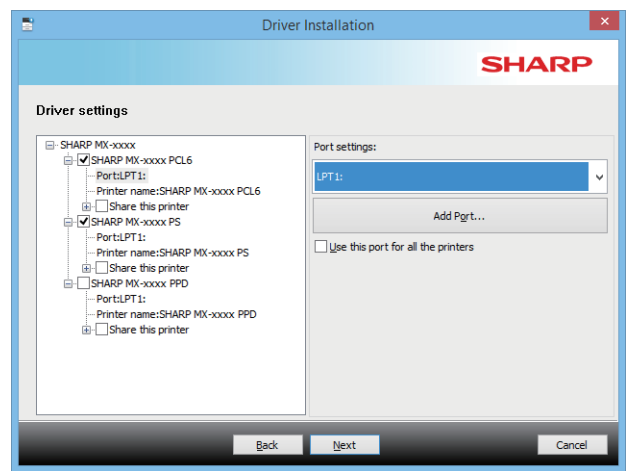 Driver Installation
SHARP
Driver settings
SHARP MX-xxxx
SHARP MX-xxxx PCL6
Port:LPT1:
Printer name:SHARP MX-xxxx PCL6
Share this printer
SHARP MX-xxxx PS
Port:LPT1:
Printer name:SHARP MX-xxxx PS
Share this printer
SHARP MX-xxxx PPD
Port:LPT1:
Printer name:SHARP MX-xxxx PPD
Share this printer
Port settings:
LPT1:
Add Port...
Use this port for all the printers
Back
Next
Cancel